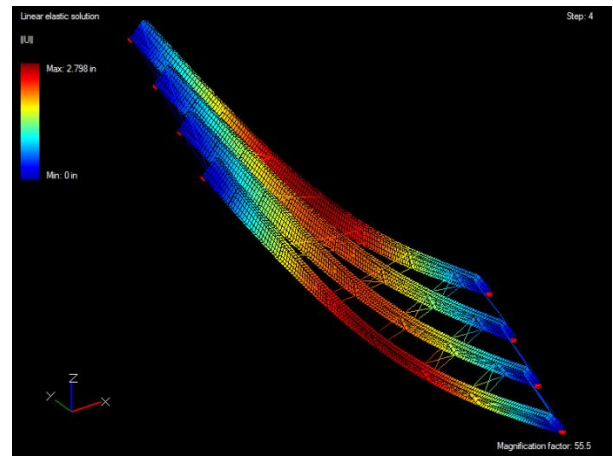 Linear elastic solution
Step: 4
||U||
Max: 2.798 in
Min: 0 in
Z
Y
X
Magnification factor: 55.5